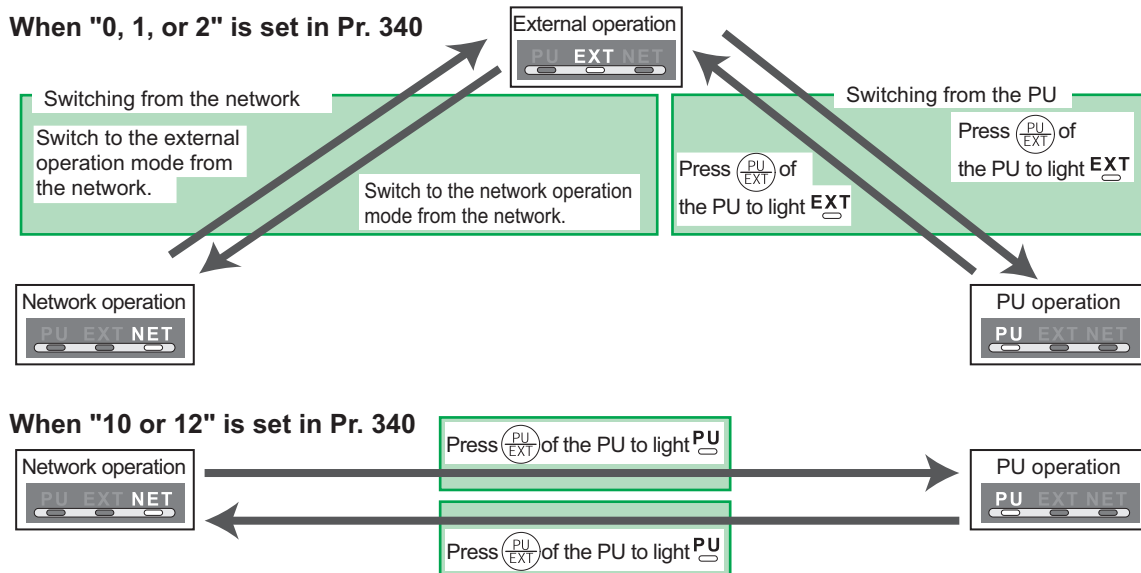 When "0, 1, or 2" is set in Pr. 340
External operation
PU EXT NET
Switching from the network
Switch to the external
operation mode from
the network.
Switch to the network operation
mode from the network.
Switching from the PU
Press PU/EXT of
the PU to light EXT
Press PU/EXT of
the PU to light EXT
Network operation
PU EXT NET
PU operation
PU EXT NET
When "10 or 12" is set in Pr. 340
Network operation
PU EXT NET
Press PU/EXT of the PU to light PU
Press PU/EXT of the PU to light PU
PU operation
PU EXT NET